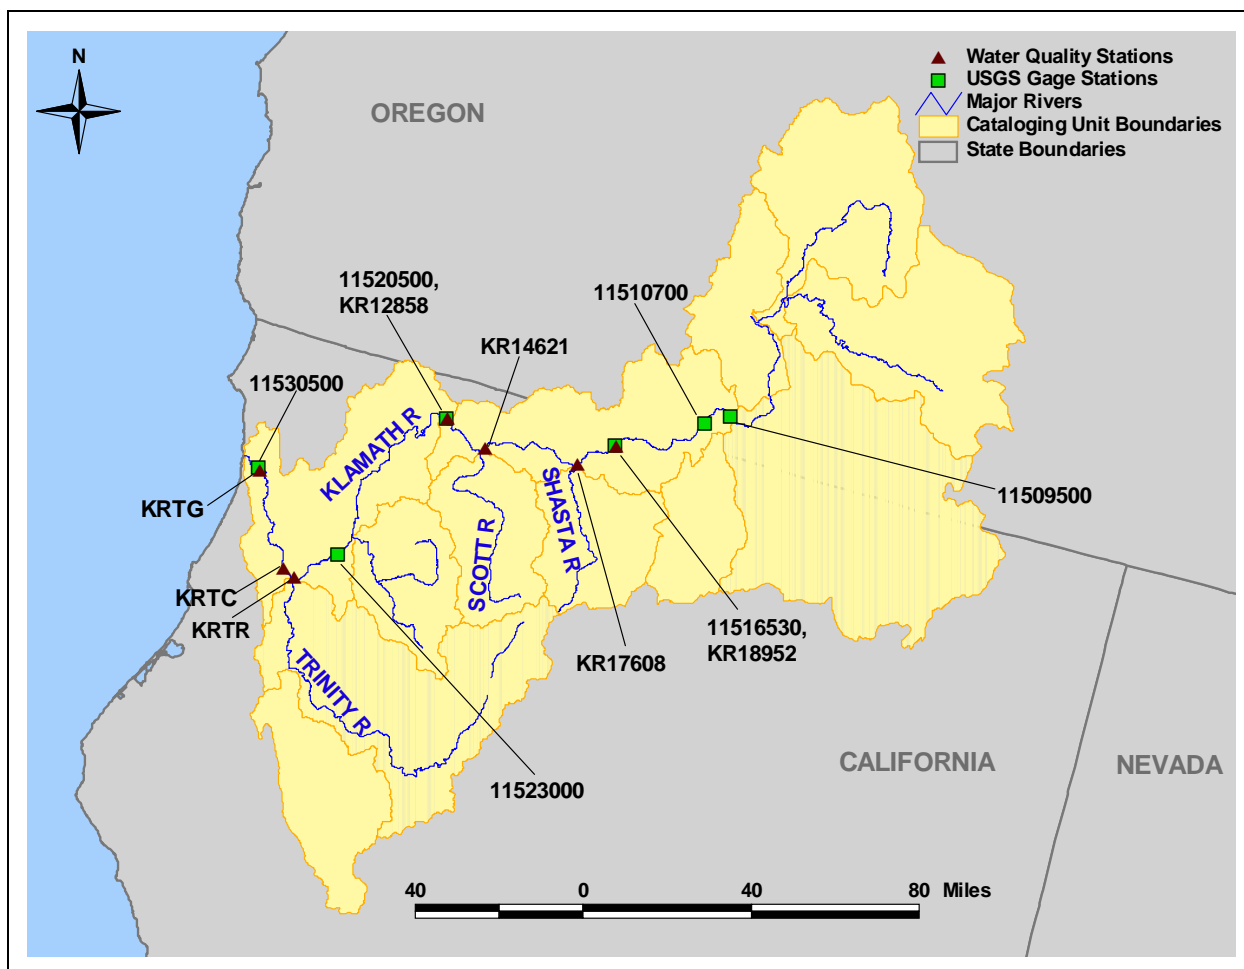 N
Water Quality Stations
USGS Gage Stations
Major Rivers
Cataloging Unit Boundaries
State Boundaries
OREGON
11520500,
KR12858
11510700
KR14621
11530500
KLAMATH R
SHASTA R
SCOTT R
11509500
KRTG
KRTC
KRTR
11516530,
KR18952
KR17608
TRINITY R
11523000
CALIFORNIA
NEVADA
40 0 40 80 Miles